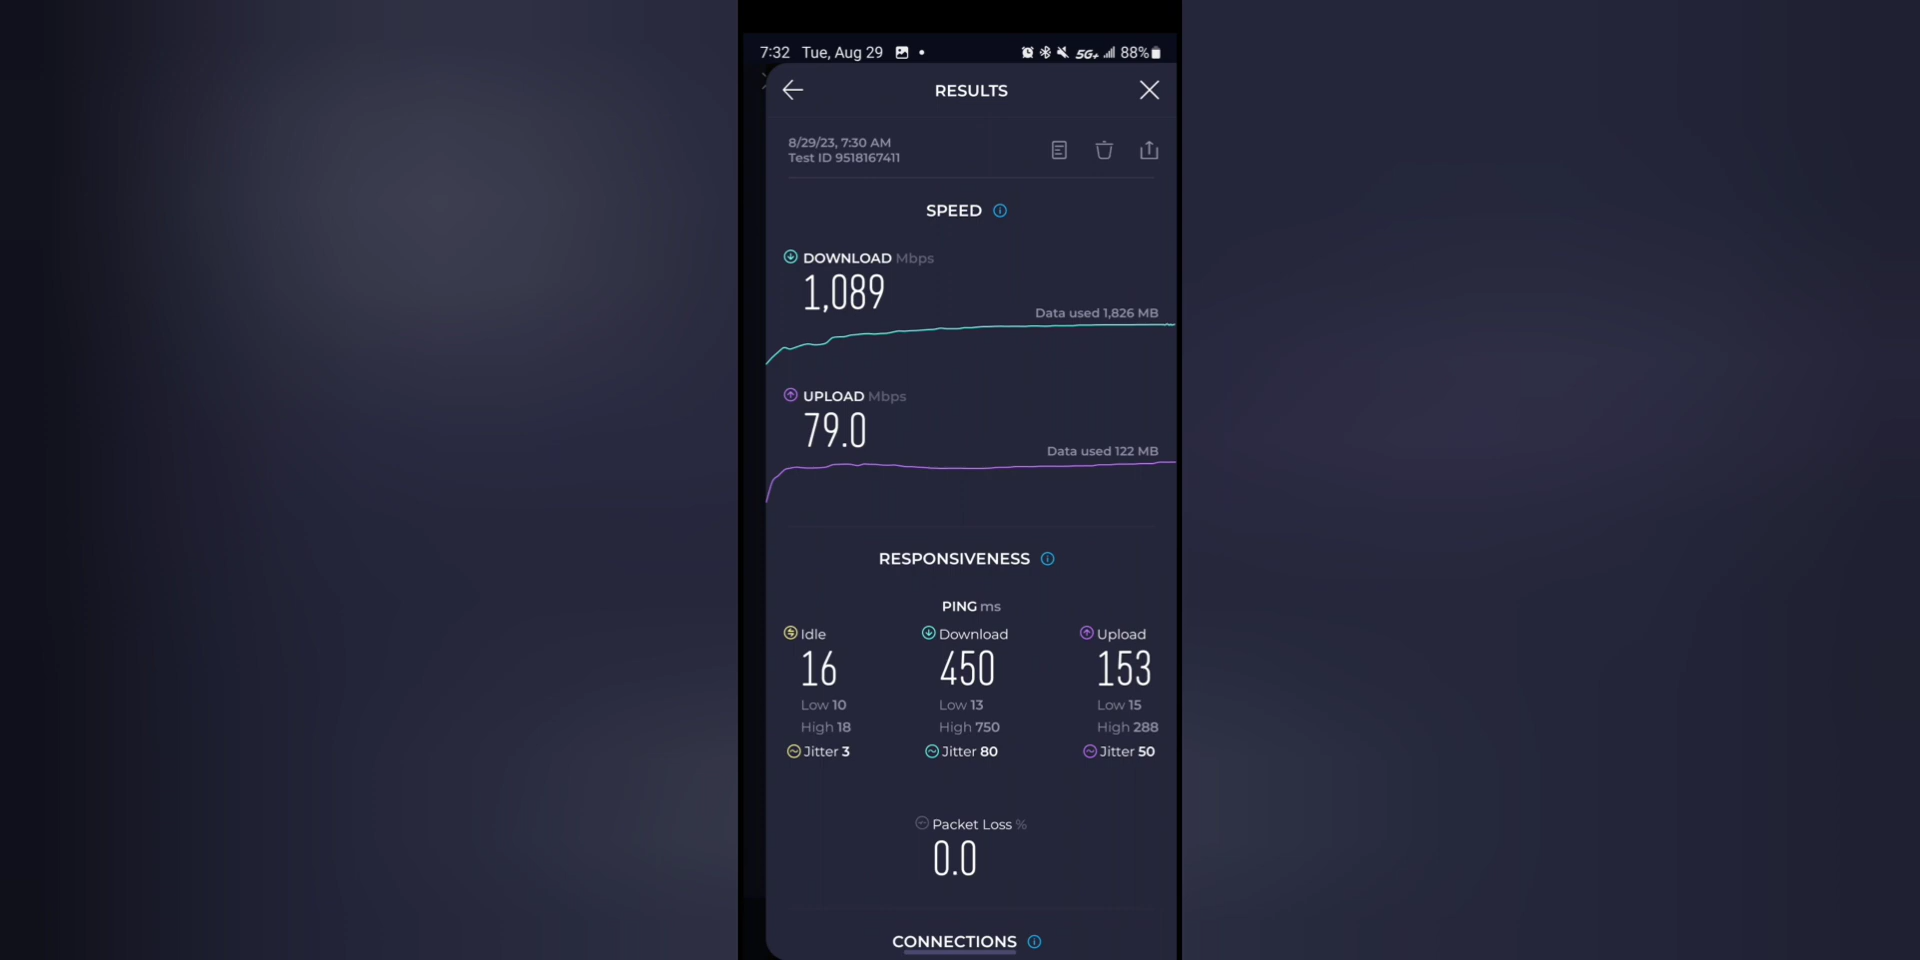 7:32 Tue, Aug 29 5G+ 88%
RESULTS
8/29/23, 7:30 AM
Test ID 9518167411
SPEED
DOWNLOAD Mbps
1,089
Data used 1,826 MB
UPLOAD Mbps
79.0
Data used 122 MB
RESPONSIVENESS
PING ms
Idle Download Upload
16 450 153
Low 10 Low 13 Low 15
High 18 High 750 High 288
Jitter 3 Jitter 80 Jitter 50
Packet Loss %
0.0
CONNECTIONS